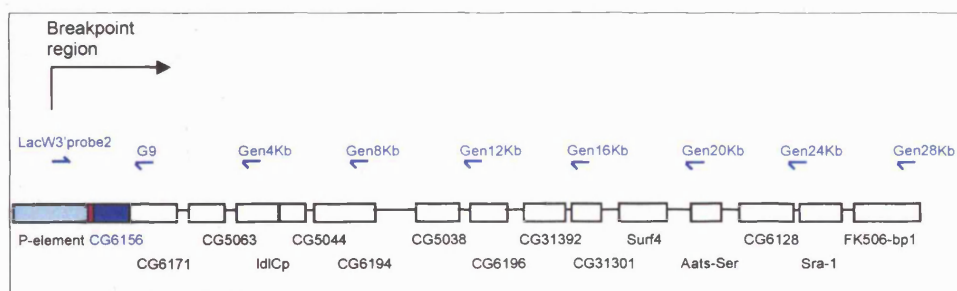 Breakpoint
region
LacW3'probe2 G9 Gen4Kb Gen8Kb Gen12Kb Gen16Kb Gen20Kb Gen24Kb Gen28Kb
P-element CG6156 CG5063 CG5044 CG5038 CG31392 Surf4 CG6128 FK506-bp1
CG6171 IdlCp CG6194 CG6196 CG31301 Aats-Ser Sra-1